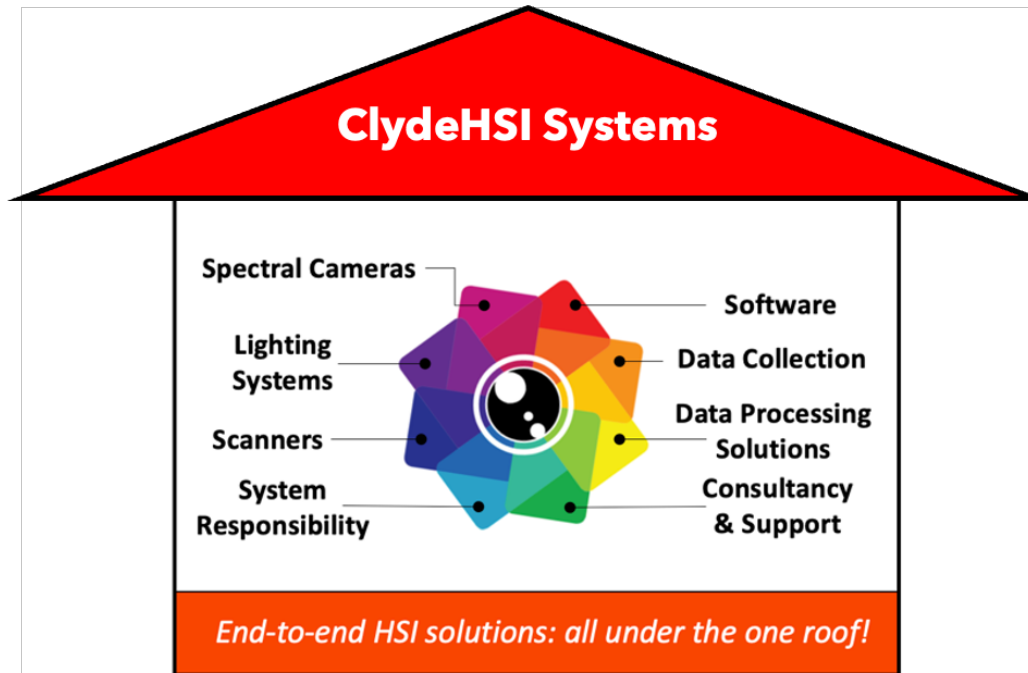 ClydeHSI Systems
Spectral Cameras
Lighting
Systems
Scanners
System
Responsibility
Software
Data Collection
Data Processing
Solutions
Consultancy
& Support
End-to-end HSI solutions: all under the one roof!